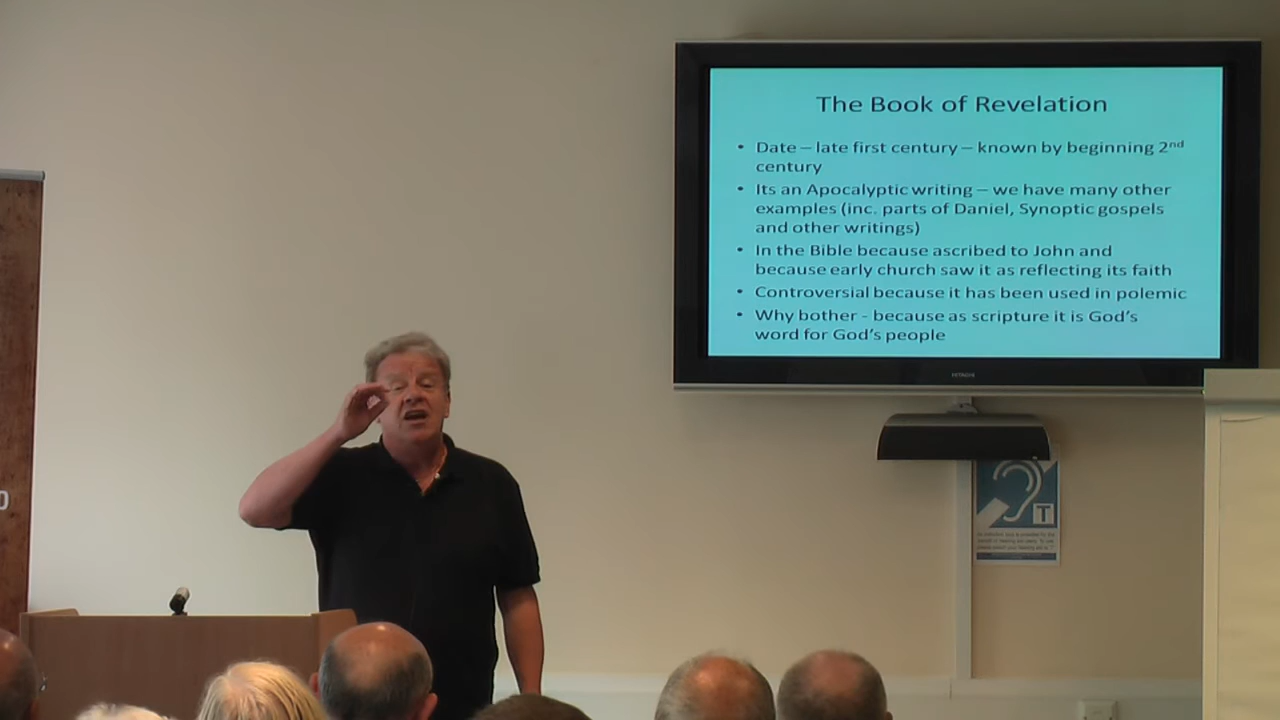 The Book of Revelation
• Date – late first century – known by beginning 2nd
century
• Its an Apocalyptic writing – we have many other
examples (inc. parts of Daniel, Synoptic gospels
and other writings)
• In the Bible because ascribed to John and
because early church saw it as reflecting its faith
• Controversial because it has been used in polemic
• Why bother - because as scripture it is God's
word for God's people
HITACHI
T